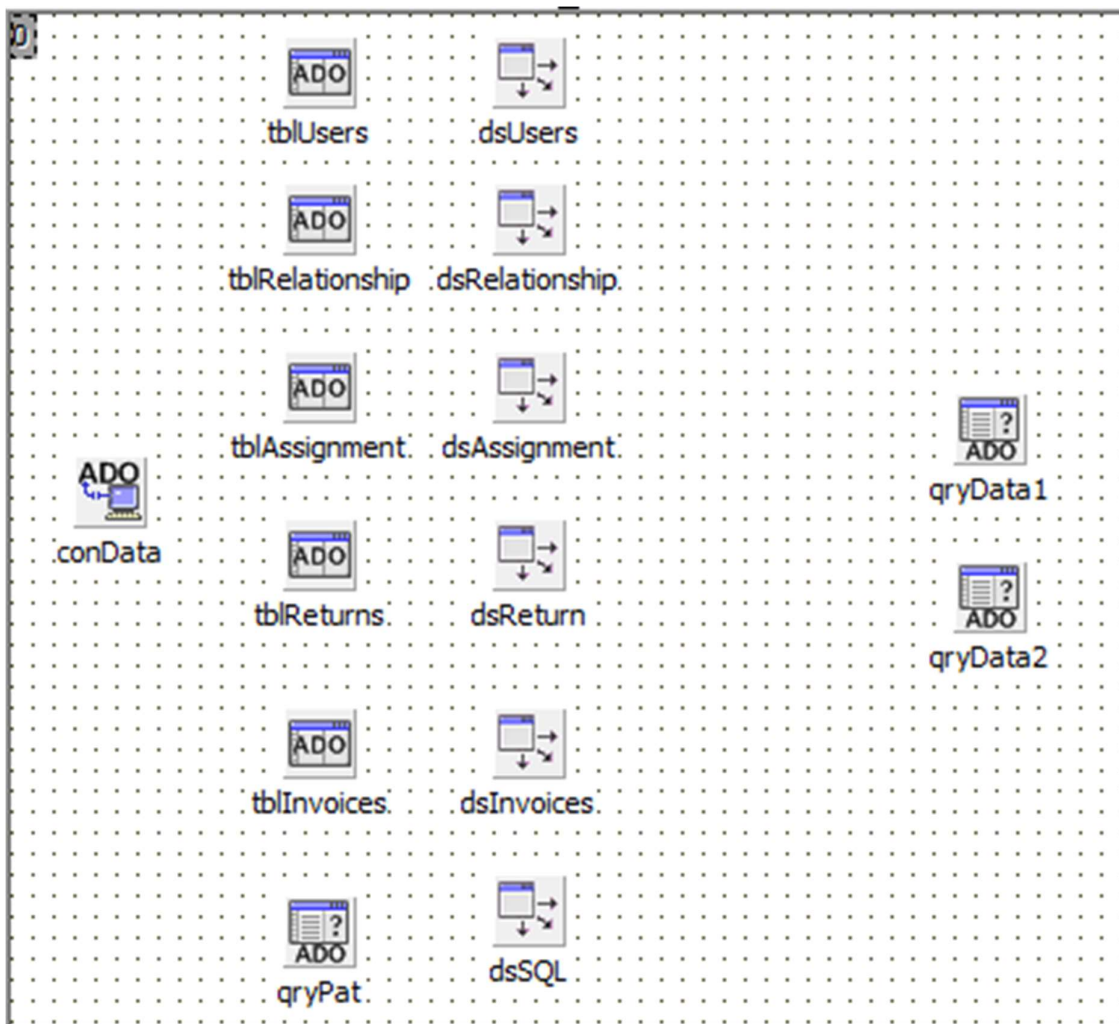 ADO
tblUsers
dsUsers
ADO
tblRelationship
dsRelationship
ADO
tblAssignment
dsAssignment
? ADO
qryData1
ADO
conData
ADO
tblReturns
dsReturn
? ADO
qryData2
ADO
tblInvoices
dsInvoices
? ADO
qryPat
dsSQL